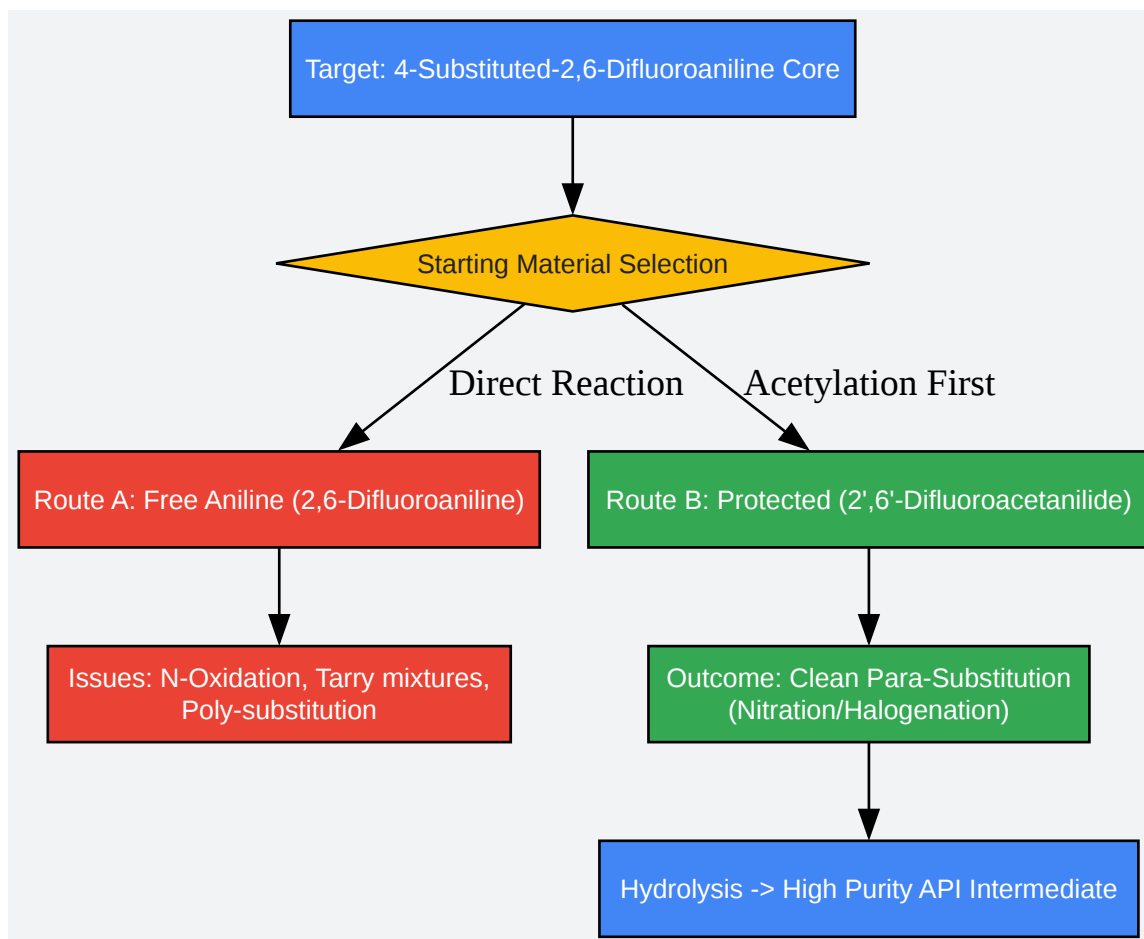 Target: 4-Substituted-2,6-Difluoroaniline Core
Starting Material Selection
Direct Reaction
Acetylation First
Route A: Free Aniline (2,6-Difluoroaniline)
Route B: Protected (2',6'-Difluoroacetanilide)
Issues: N-Oxidation, Tarry mixtures,
Poly-substitution
Outcome: Clean Para-Substitution
(Nitration/Halogenation)
Hydrolysis -> High Purity API Intermediate